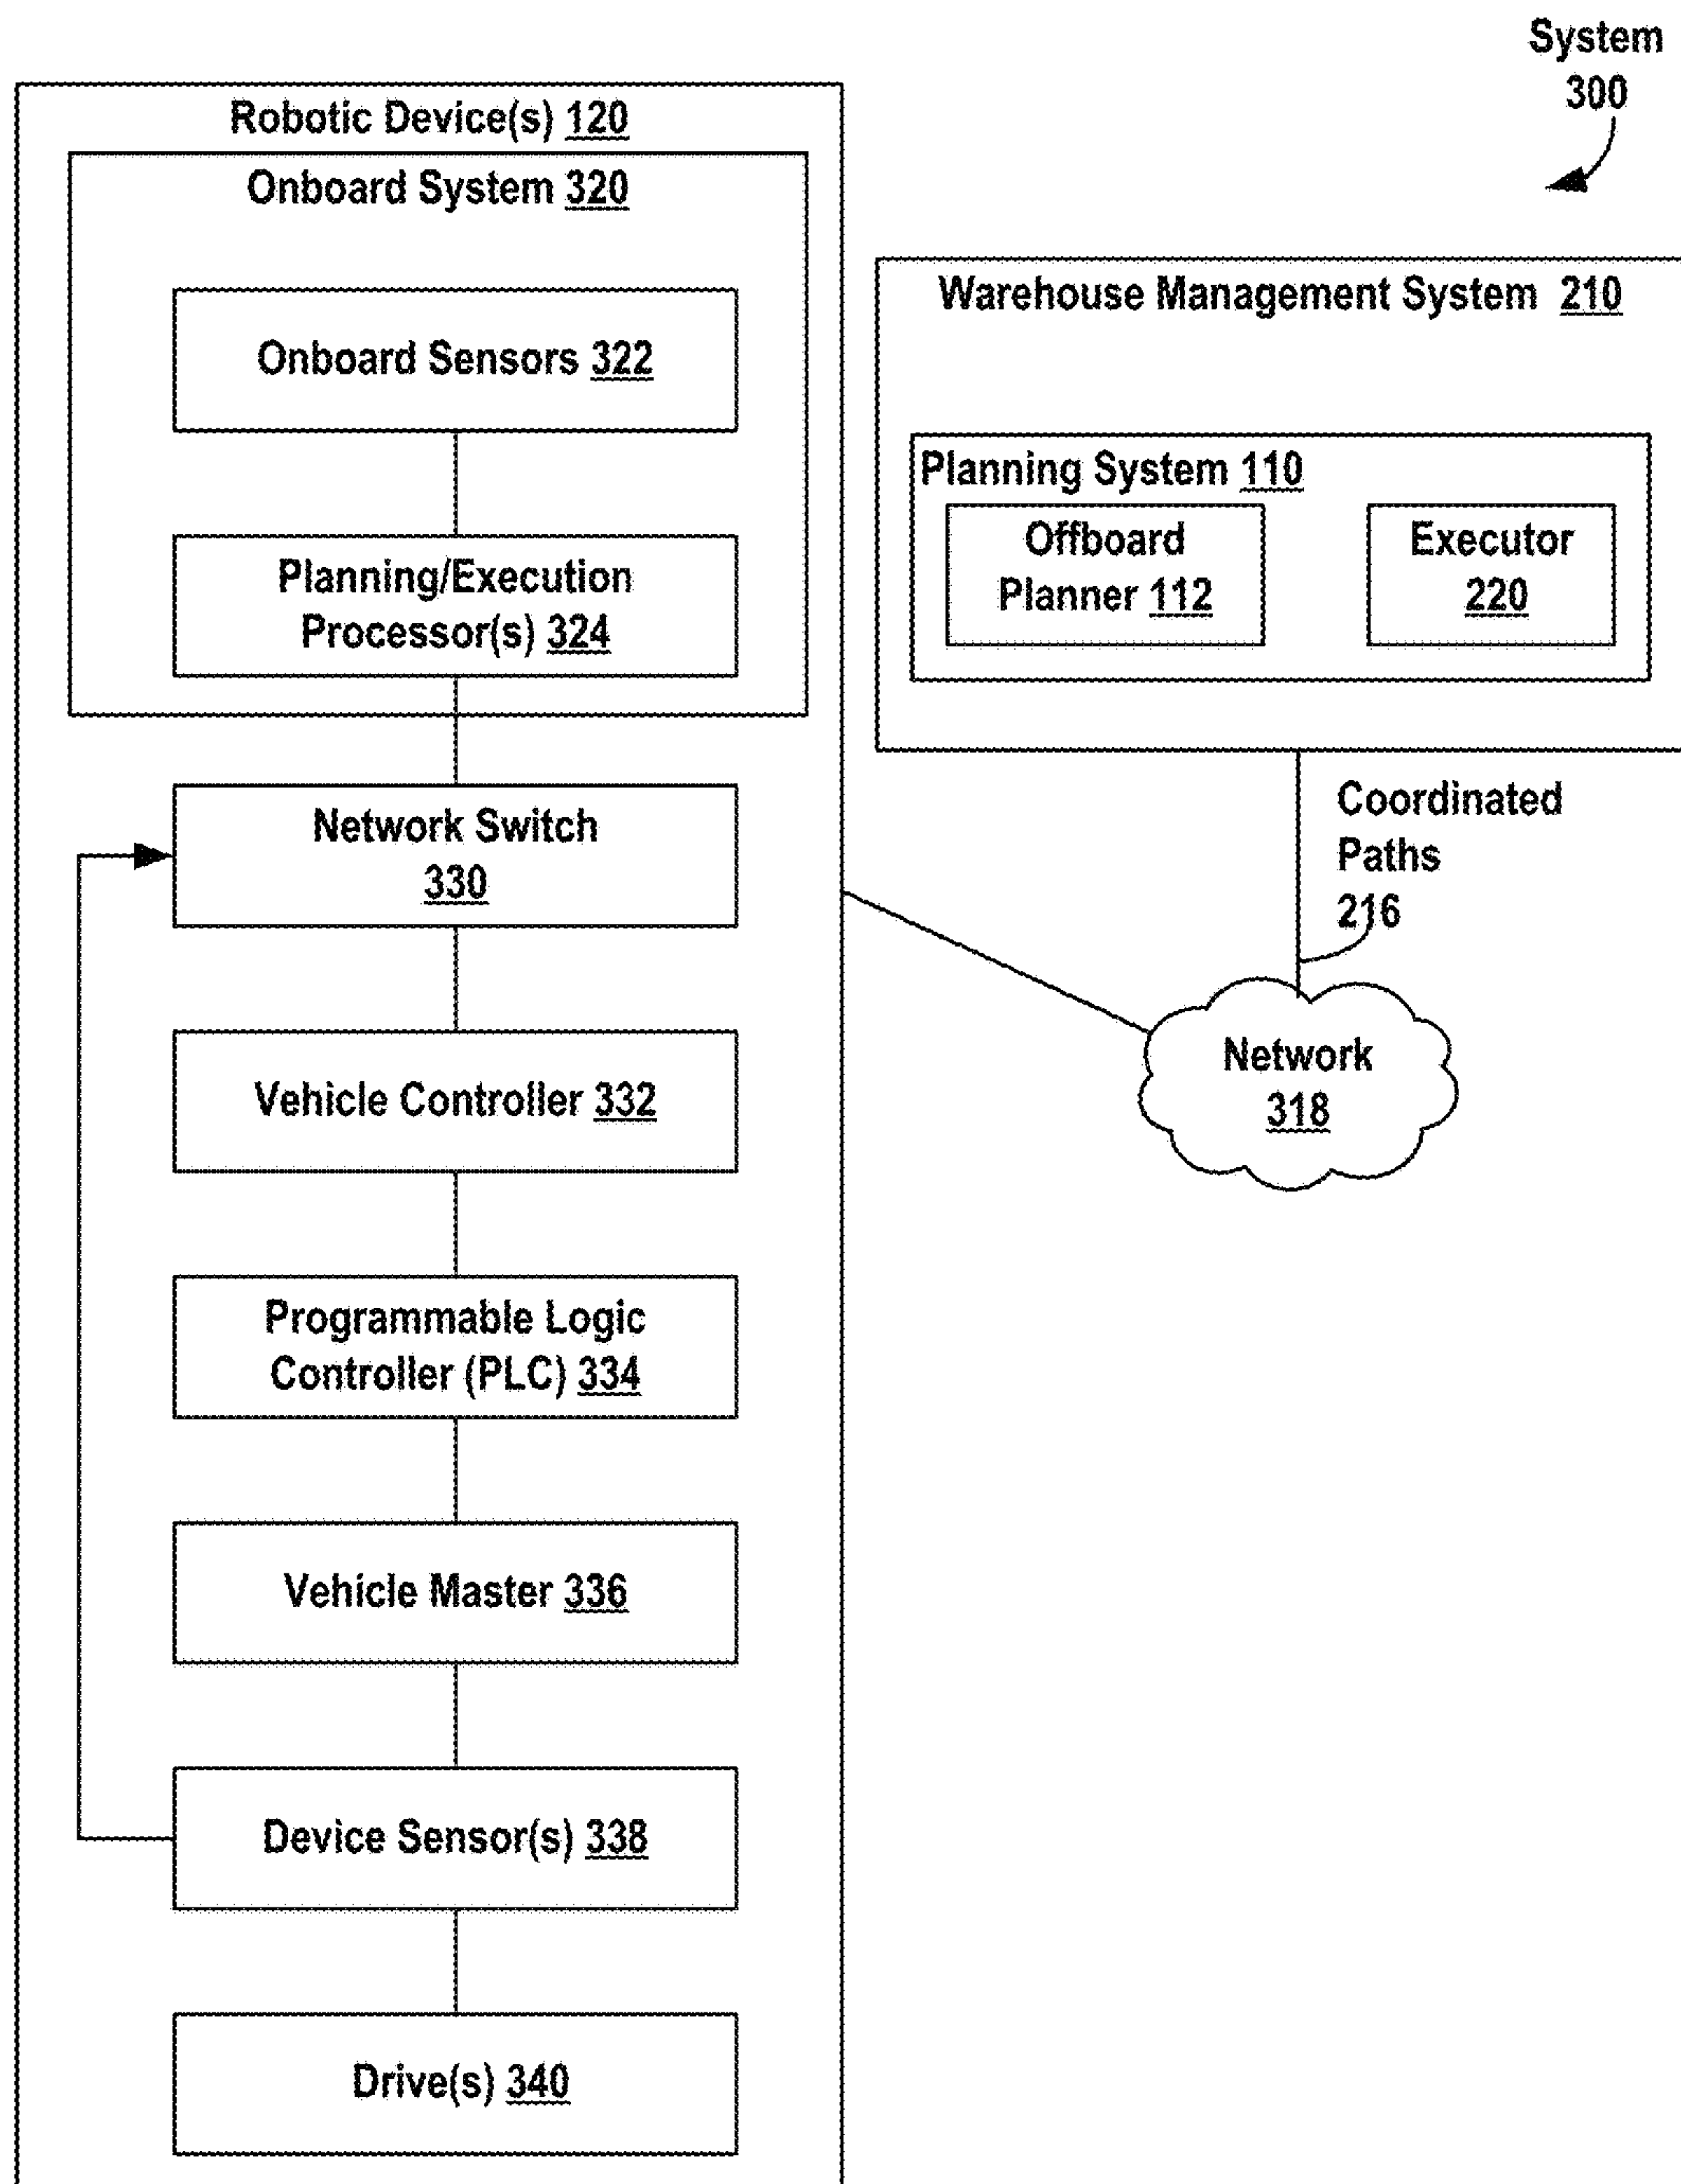 System
300
Robotic Device(s) 120
Onboard System 320
Onboard Sensors 322
Planning/Execution
Processor(s) 324
Network Switch
330
Vehicle Controller 332
Programmable Logic
Controller (PLC) 334
Vehicle Master 336
Device Sensor(s) 338
Drive(s) 340
Warehouse Management System 210
Planning System 110
Offboard
Planner 112
Executor
220
Coordinated
Paths
216
Network
318